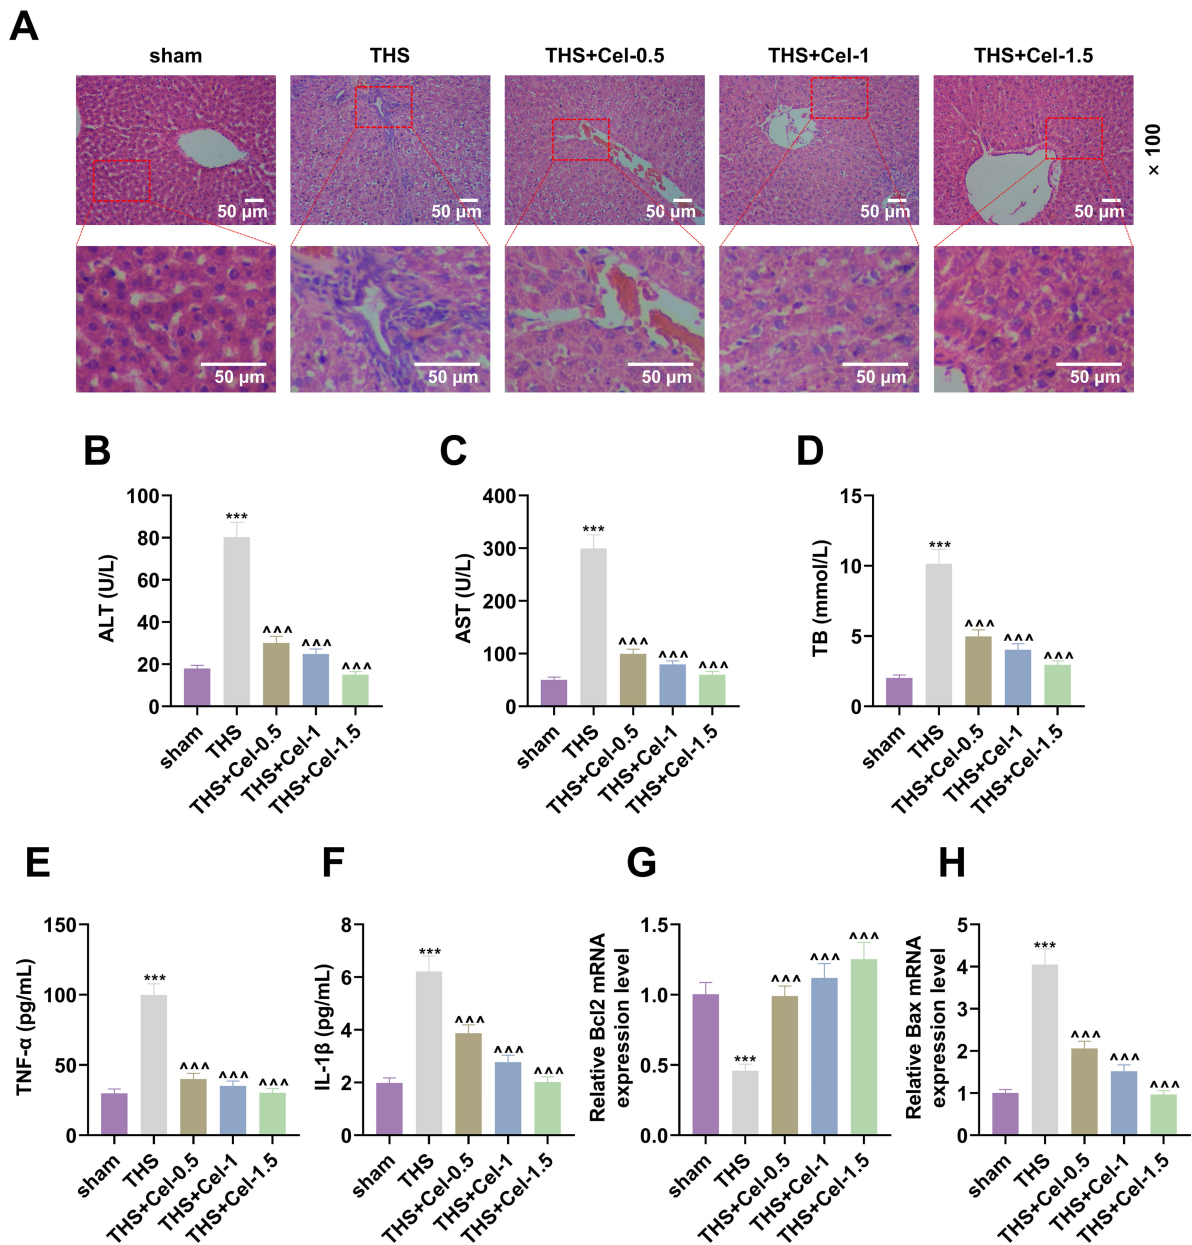 A
sham THS THS+Cel-0.5 THS+Cel-1 THS+Cel-1.5
× 100
50 µm 50 µm 50 µm 50 µm 50 µm
50 µm 50 µm 50 µm 50 µm 50 µm
B
ALT (U/L)
100
80
60
40
20
0
***
^^^
^^^
^^^
sham THS THS+Cel-0.5 THS+Cel-1 THS+Cel-1.5
C
AST (U/L)
400
300
200
100
0
***
^^^
^^^
^^^
sham THS THS+Cel-0.5 THS+Cel-1 THS+Cel-1.5
D
TB (mmol/L)
15
10
5
0
***
^^^
^^^
^^^
sham THS THS+Cel-0.5 THS+Cel-1 THS+Cel-1.5
E
TNF-α (pg/mL)
150
100
50
0
***
^^^
^^^
^^^
sham THS THS+Cel-0.5 THS+Cel-1 THS+Cel-1.5
F
IL-1β (pg/mL)
8
6
4
2
0
***
^^^
^^^
^^^
sham THS THS+Cel-0.5 THS+Cel-1 THS+Cel-1.5
G
Relative Bcl2 mRNA
expression level
1.5
1.0
0.5
0.0
***
^^^
^^^
^^^
sham THS THS+Cel-0.5 THS+Cel-1 THS+Cel-1.5
H
Relative Bax mRNA
expression level
5
4
3
2
1
0
***
^^^
^^^
^^^
sham THS THS+Cel-0.5 THS+Cel-1 THS+Cel-1.5